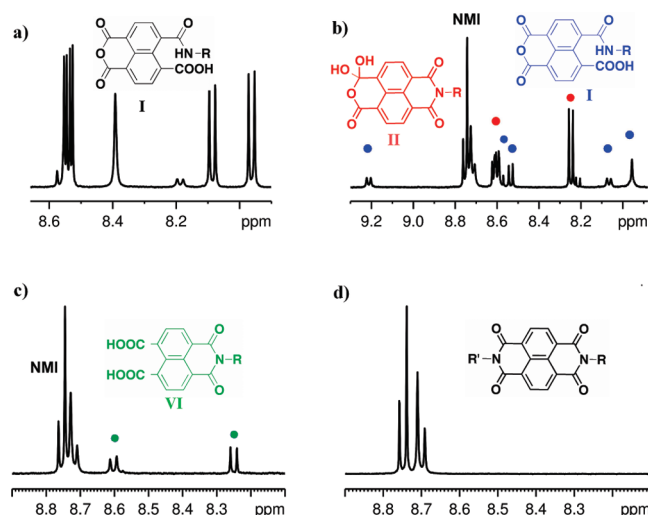 a)
O
O
O
O
HN-R
COOH
I
8.6 8.4 8.2 ppm
b)
NMI
OH
HO
O
O
N-R
O
O
II
O
O
O
O
HN-R
COOH
I
9.2 9.0 8.8 8.6 8.4 8.2 ppm
c)
NMI
HOOC
HOOC
O
N-R
O
VI
8.8 8.7 8.6 8.5 8.4 8.3 ppm
d)
O
O
R'-N
N-R
O
O
8.8 8.7 8.6 8.5 8.4 8.3 ppm